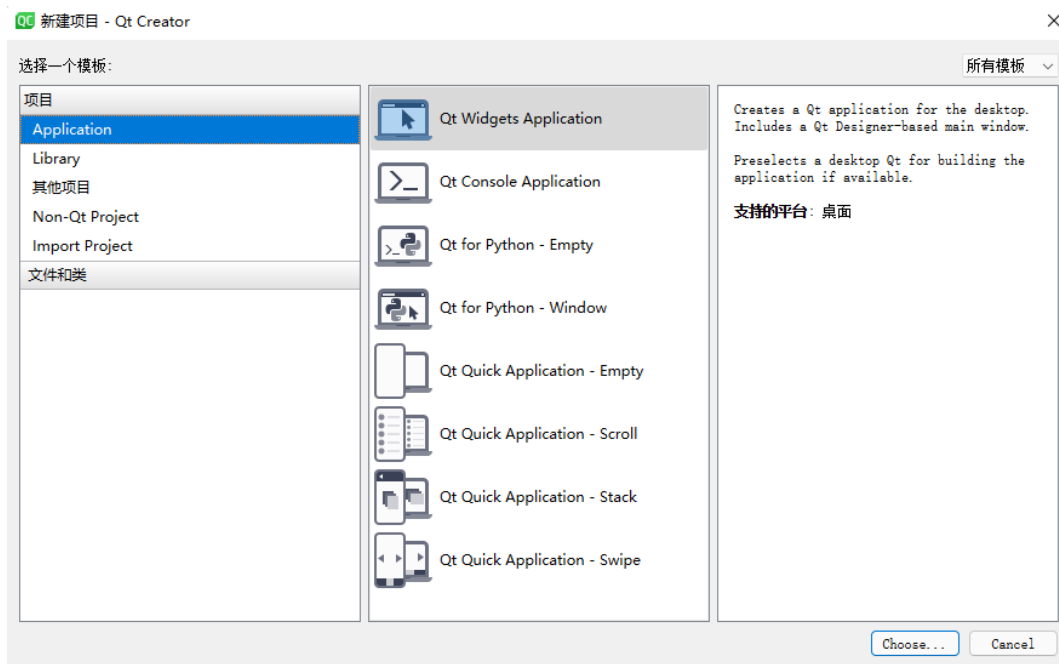 QC 新建项目 - Qt Creator
选择一个模板:
所有模板
项目
Application
Library
其他项目
Non-Qt Project
Import Project
文件和类
Qt Widgets Application
Qt Console Application
Qt for Python - Empty
Qt for Python - Window
Qt Quick Application - Empty
Qt Quick Application - Scroll
Qt Quick Application - Stack
Qt Quick Application - Swipe
Creates a Qt application for the desktop.
Includes a Qt Designer-based main window.
Preselects a desktop Qt for building the
application if available.
支持的平台: 桌面
Choose...
Cancel